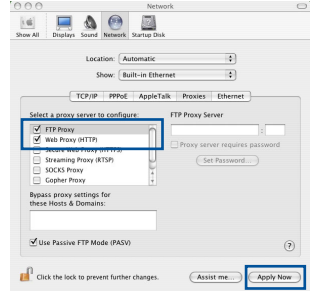 Network
Show All Displays Sound Network Startup Disk
Location: Automatic
Show: Built-in Ethernet
TCP/IP PPPoE AppleTalk Proxies Ethernet
Select a proxy server to configure: FTP Proxy Server
FTP Proxy
Web Proxy (HTTP) :
Secure Web Proxy (HTTPS) Proxy server requires password
Streaming Proxy (RTSP) Set Password...
SOCKS Proxy
Gopher Proxy
Bypass proxy settings for
these Hosts & Domains:
Use Passive FTP Mode (PASV) ?
Click the lock to prevent further changes. Assist me... Apply Now